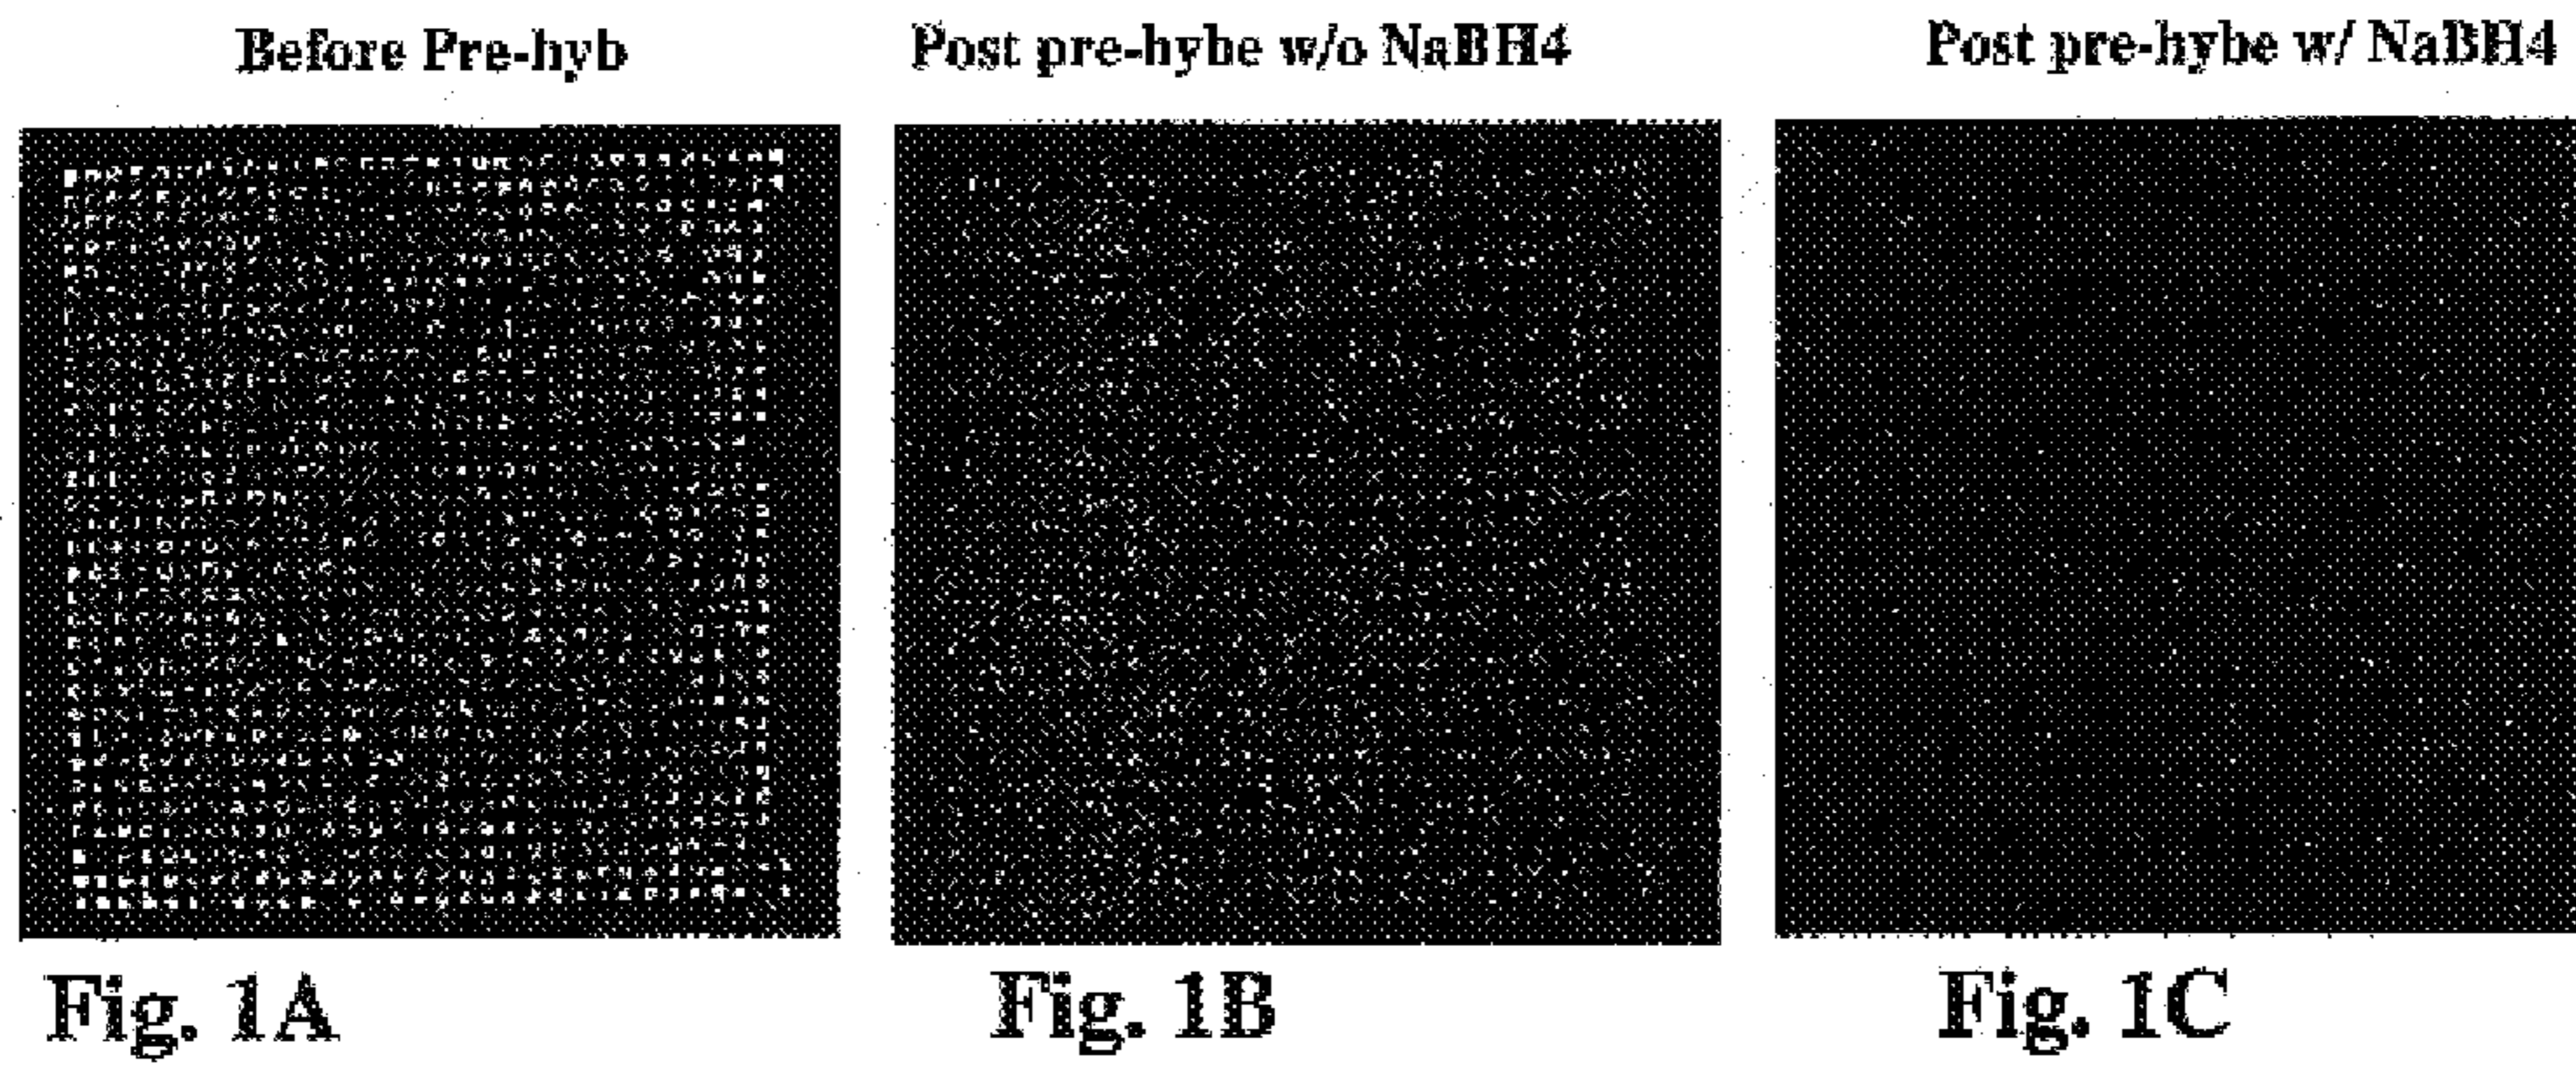 Before Pre-hyb
Post pre-hybe w/o NaBH4
Post pre-hybe w/ NaBH4
Fig. 1A
Fig. 1B
Fig. 1C